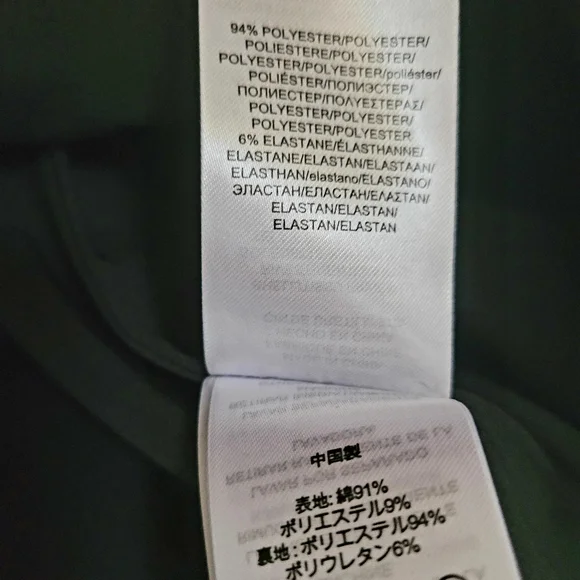 94% POLYESTER/POLYESTER/
POLIESTERE/POLYESTER/
POLYESTER/POLYESTER/poliéster/
POLIÉSTER/ПОЛИЭСТЕР/
ПОЛИЕСТЕР/ΠΟΛΥΕΣΤΕΡΑΣ/
POLYESTER/POLYESTER/
POLYESTER/POLYESTER
6% ELASTANE/ÉLASTHANNE/
ELASTANE/ELASTAN/ELASTAAN/
ELASTHAN/elastano/ELASTANO/
ЭЛАСТАН/ЕЛАСТАН/ΕΛΑΣΤΑΝ/
ELASTAN/ELASTAN/
ELASTAN/ELASTAN
中国製
表地: 綿91%
ポリエステル9%
裏地: ポリエステル94%
ポリウレタン6%